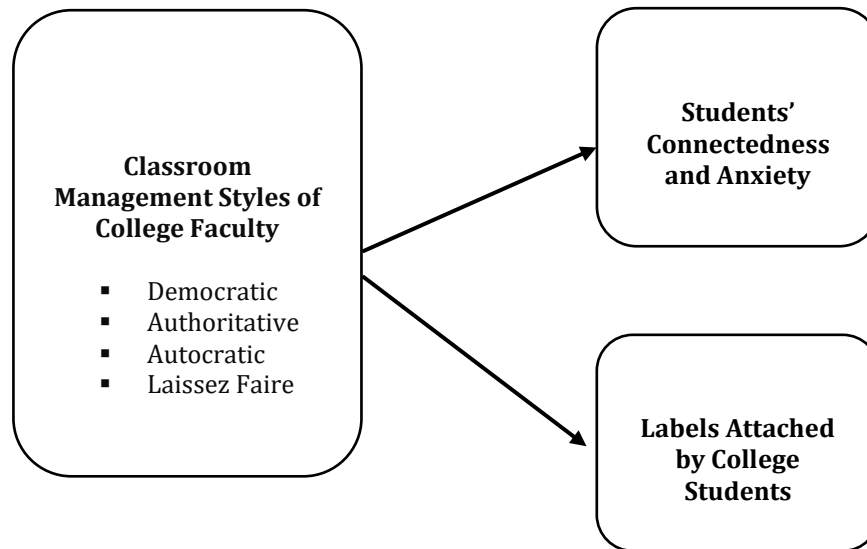 Classroom
Management Styles of
College Faculty
▪ Democratic
▪ Authoritative
▪ Autocratic
▪ Laissez Faire
Students’
Connectedness
and Anxiety
Labels Attached
by College
Students